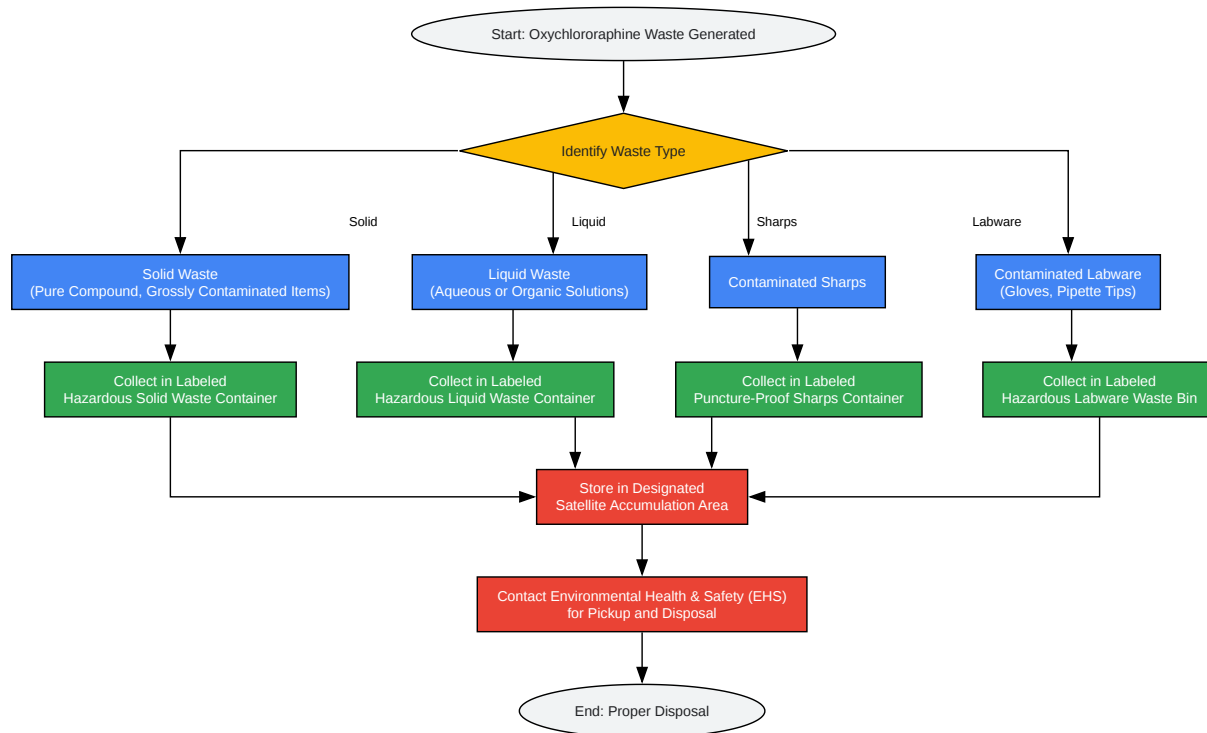 Start: Oxychlororaphine Waste Generated
Identify Waste Type
Solid
Liquid
Sharps
Labware
Solid Waste
(Pure Compound, Grossly Contaminated Items)
Liquid Waste
(Aqueous or Organic Solutions)
Contaminated Sharps
Contaminated Labware
(Gloves, Pipette Tips)
Collect in Labeled
Hazardous Solid Waste Container
Collect in Labeled
Hazardous Liquid Waste Container
Collect in Labeled
Puncture-Proof Sharps Container
Collect in Labeled
Hazardous Labware Waste Bin
Store in Designated
Satellite Accumulation Area
Contact Environmental Health & Safety (EHS)
for Pickup and Disposal
End: Proper Disposal